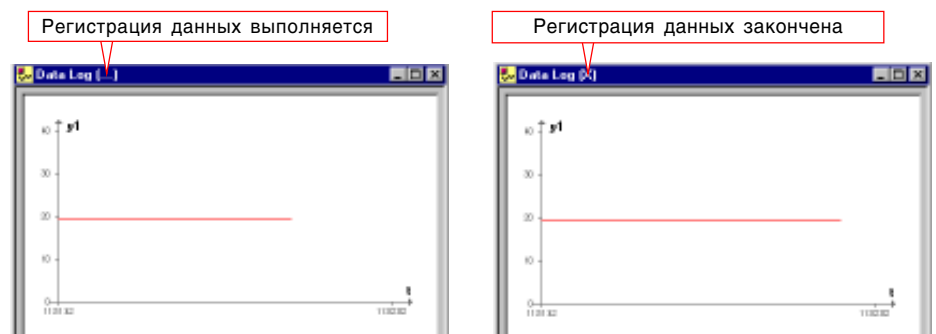 Регистрация данных выполняется
Регистрация данных закончена
Data Log (...)
Data Log (X)
40 y1
30
20
10
0
t
40 y1
30
20
10
0
t